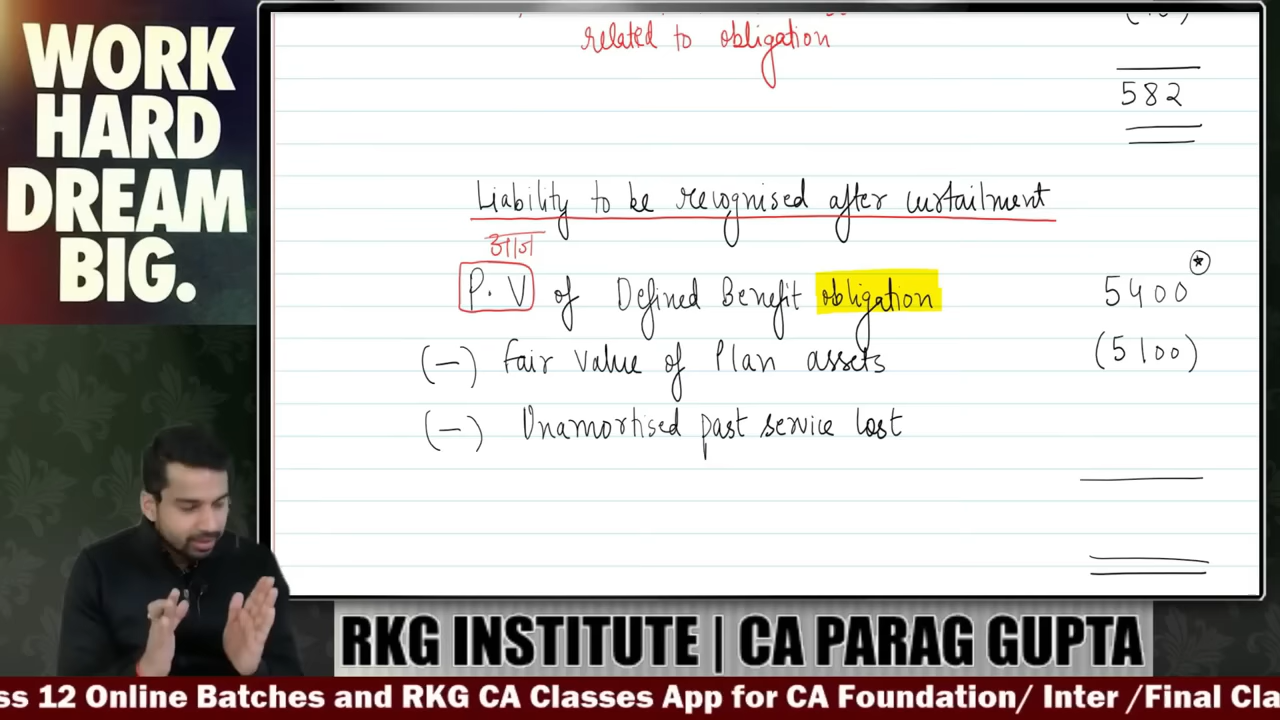 WORK
HARD
DREAM
BIG.
related to obligation
582
Liability to be recognised after curtailment
आज
P.V of Defined Benefit obligation 5400 *
(-) Fair Value of Plan assets (5100)
(-) Unamortised past service Cost
RKG INSTITUTE | CA PARAG GUPTA
ss 12 Online Batches and RKG CA Classes App for CA Foundation/ Inter /Final Cla